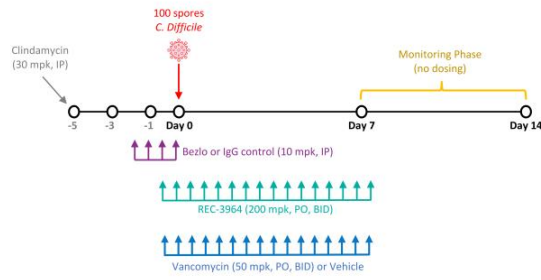 100 spores
C. Difficile
Clindamycin
(30 mpk, IP)
Monitoring Phase
(no dosing)
-5
-3
-1
Day 0
Day 7
Day 14
Bezlo or IgG control (10 mpk, IP)
REC-3964 (200 mpk, PO, BID)
Vancomycin (50 mpk, PO, BID) or Vehicle